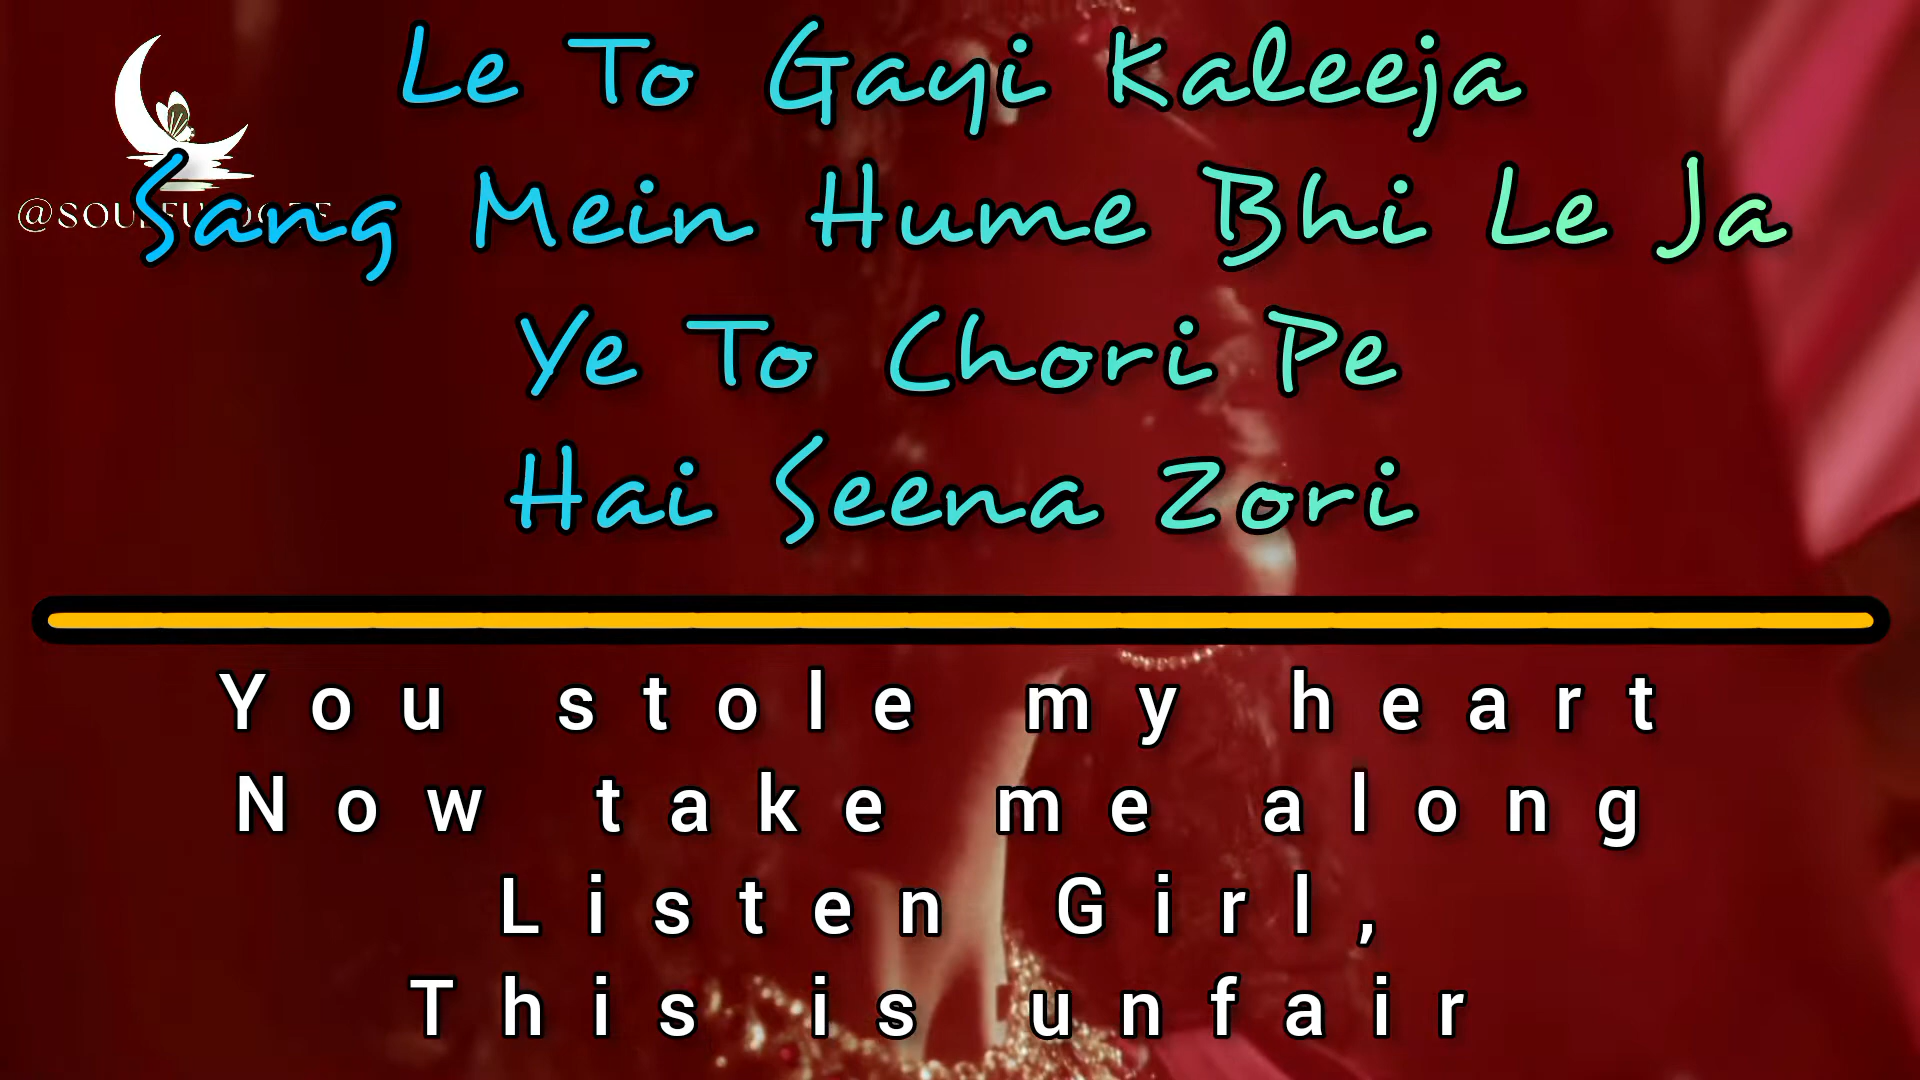 Le To Gayi Kaleeja
Sang Mein Hume Bhi Le Ja
Ye To Chori Pe
Hai Seena Zori
You stole my heart
Now take me along
Listen Girl,
This is unfair